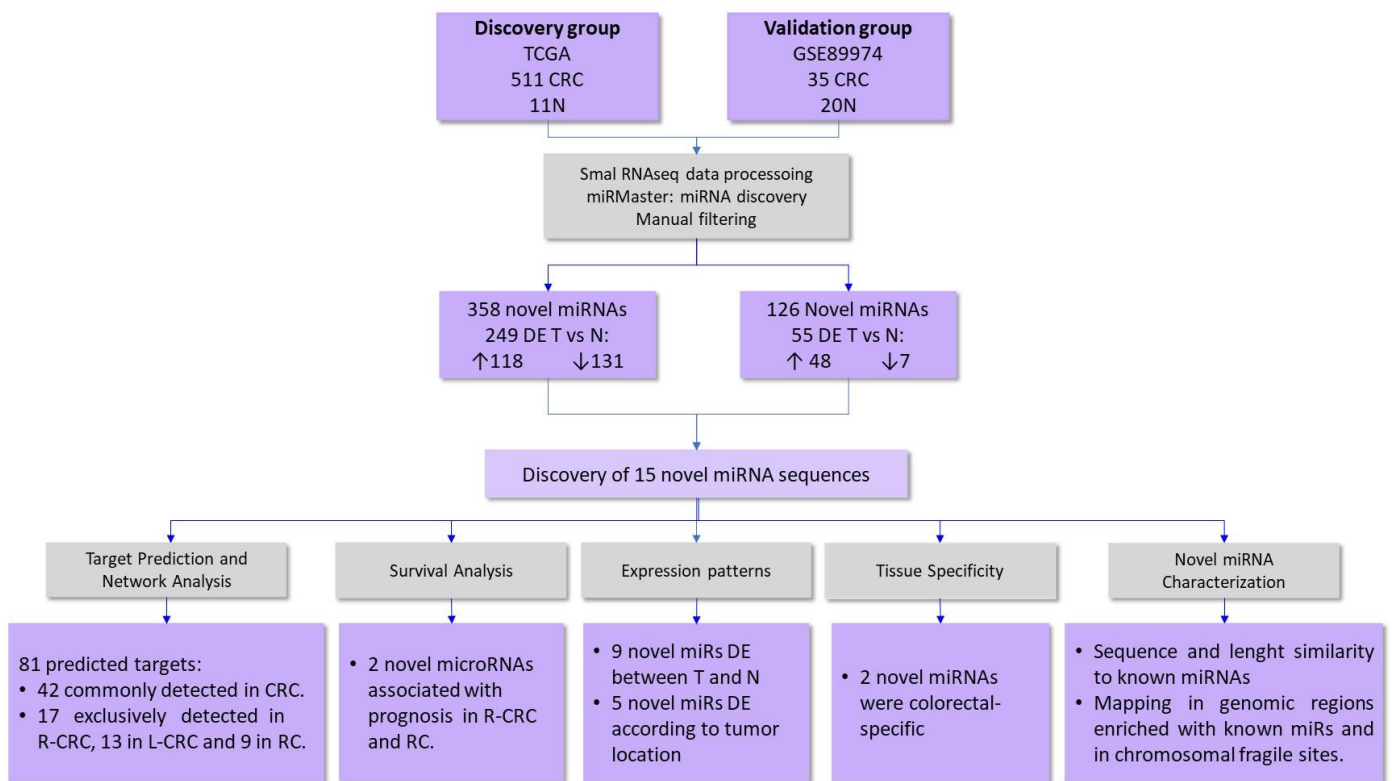 Discovery group
TCGA
511 CRC
11N
Validation group
GSE89974
35 CRC
20N
Smal RNAseq data processoing
miRMaster: miRNA discovery
Manual filtering
358 novel miRNAs
249 DE T vs N:
↑118 ↓131
126 Novel miRNAs
55 DE T vs N:
↑ 48 ↓7
Discovery of 15 novel miRNA sequences
Target Prediction and
Network Analysis
Survival Analysis
Expression patterns
Tissue Specificity
Novel miRNA
Characterization
81 predicted targets:
• 42 commonly detected in CRC.
• 17 exclusively detected in
R-CRC, 13 in L-CRC and 9 in RC.
• 2 novel microRNAs
associated with
prognosis in R-CRC
and RC.
• 9 novel miRs DE
between T and N
• 5 novel miRs DE
according to tumor
location
• 2 novel miRNAs
were colorectal-
specific
• Sequence and lenght similarity
to known miRNAs
• Mapping in genomic regions
enriched with known miRs and
in chromosomal fragile sites.